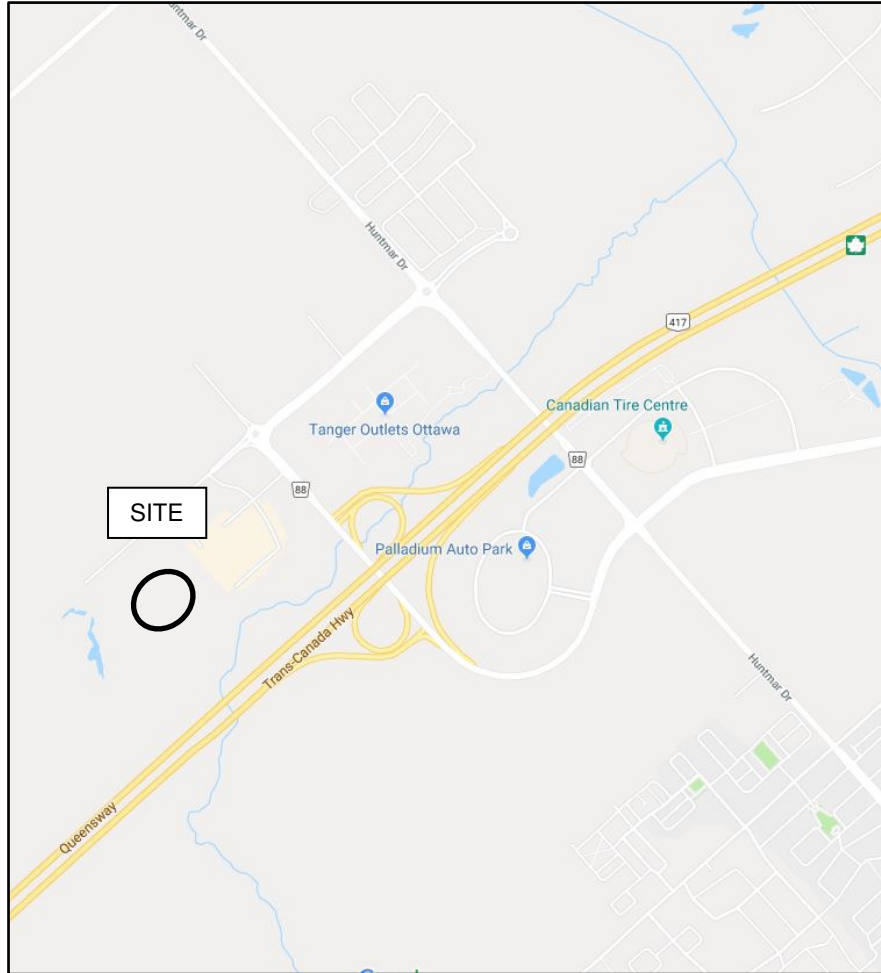 Huntmar Dr
Huntmar Dr
417
Canadian Tire Centre
Tanger Outlets Ottawa
88
88
SITE
Palladium Auto Park
Trans-Canada Hwy
Huntmar Dr
Queensway